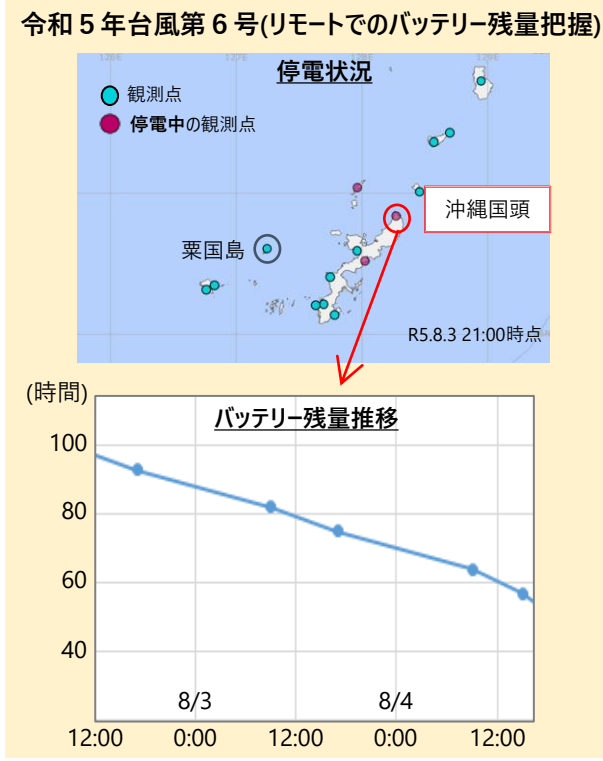 令和５年台風第６号(リモートでのバッテリー残量把握)
126E 127E 128E 129E
停電状況
観測点
停電中の観測点
沖縄国頭
粟国島
R5.8.3 21:00時点
(時間)
バッテリー残量推移
100
80
60
40
8/3 8/4
12:00 0:00 12:00 0:00 12:00